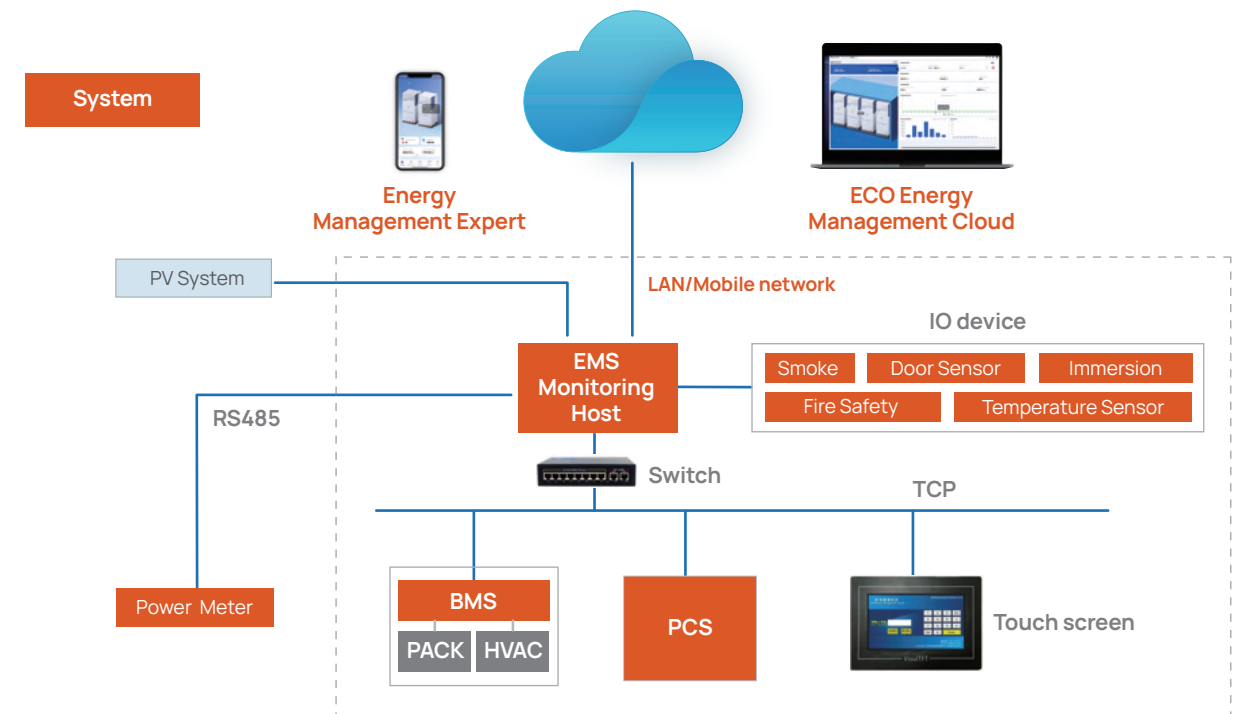 System
Energy
Management Expert
ECO Energy
Management Cloud
PV System
LAN/Mobile network
IO device
EMS
Monitoring
Host
Smoke
Door Sensor
Immersion
Fire Safety
Temperature Sensor
RS485
Switch
TCP
Power Meter
BMS
PACK
HVAC
PCS
Touch screen